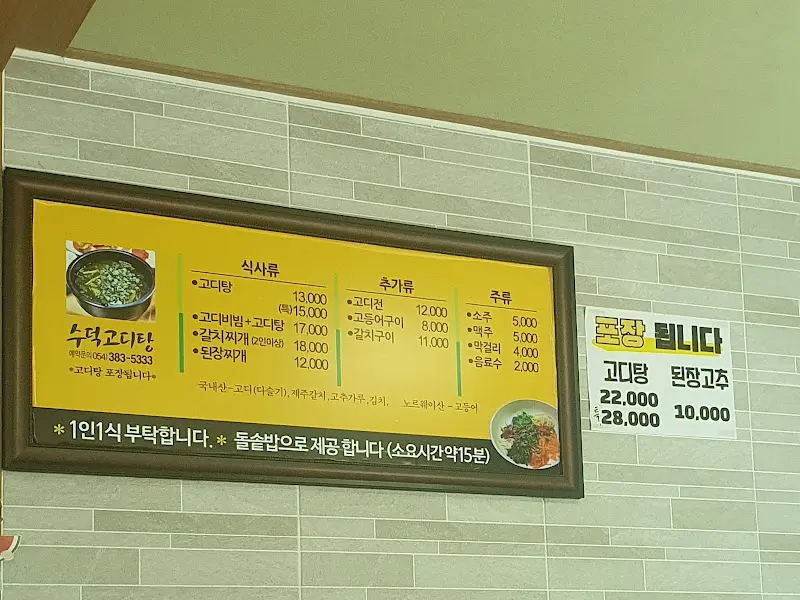 수덕고디탕
예약문의(054)383-5333
*고디탕 포장됩니다*
식사류
•고디탕 13,000
(특)15,000
•고디비빔+고디탕 17,000
•갈치찌개 (2인이상) 18,000
•된장찌개 12,000
추가류
•고디전 12,000
•고등어구이 8,000
•갈치구이 11,000
주류
•소주 5,000
•맥주 5,000
•막걸리 4,000
•음료수 2,000
국내산-고디(다슬기),제주갈치,고추가루,김치, 노르웨이산-고등어
*1인1식 부탁합니다.* 돌솥밥으로 제공합니다 (소요시간약15분)
포장 됩니다
고디탕 된장고추
22.000
특 28.000 10.000